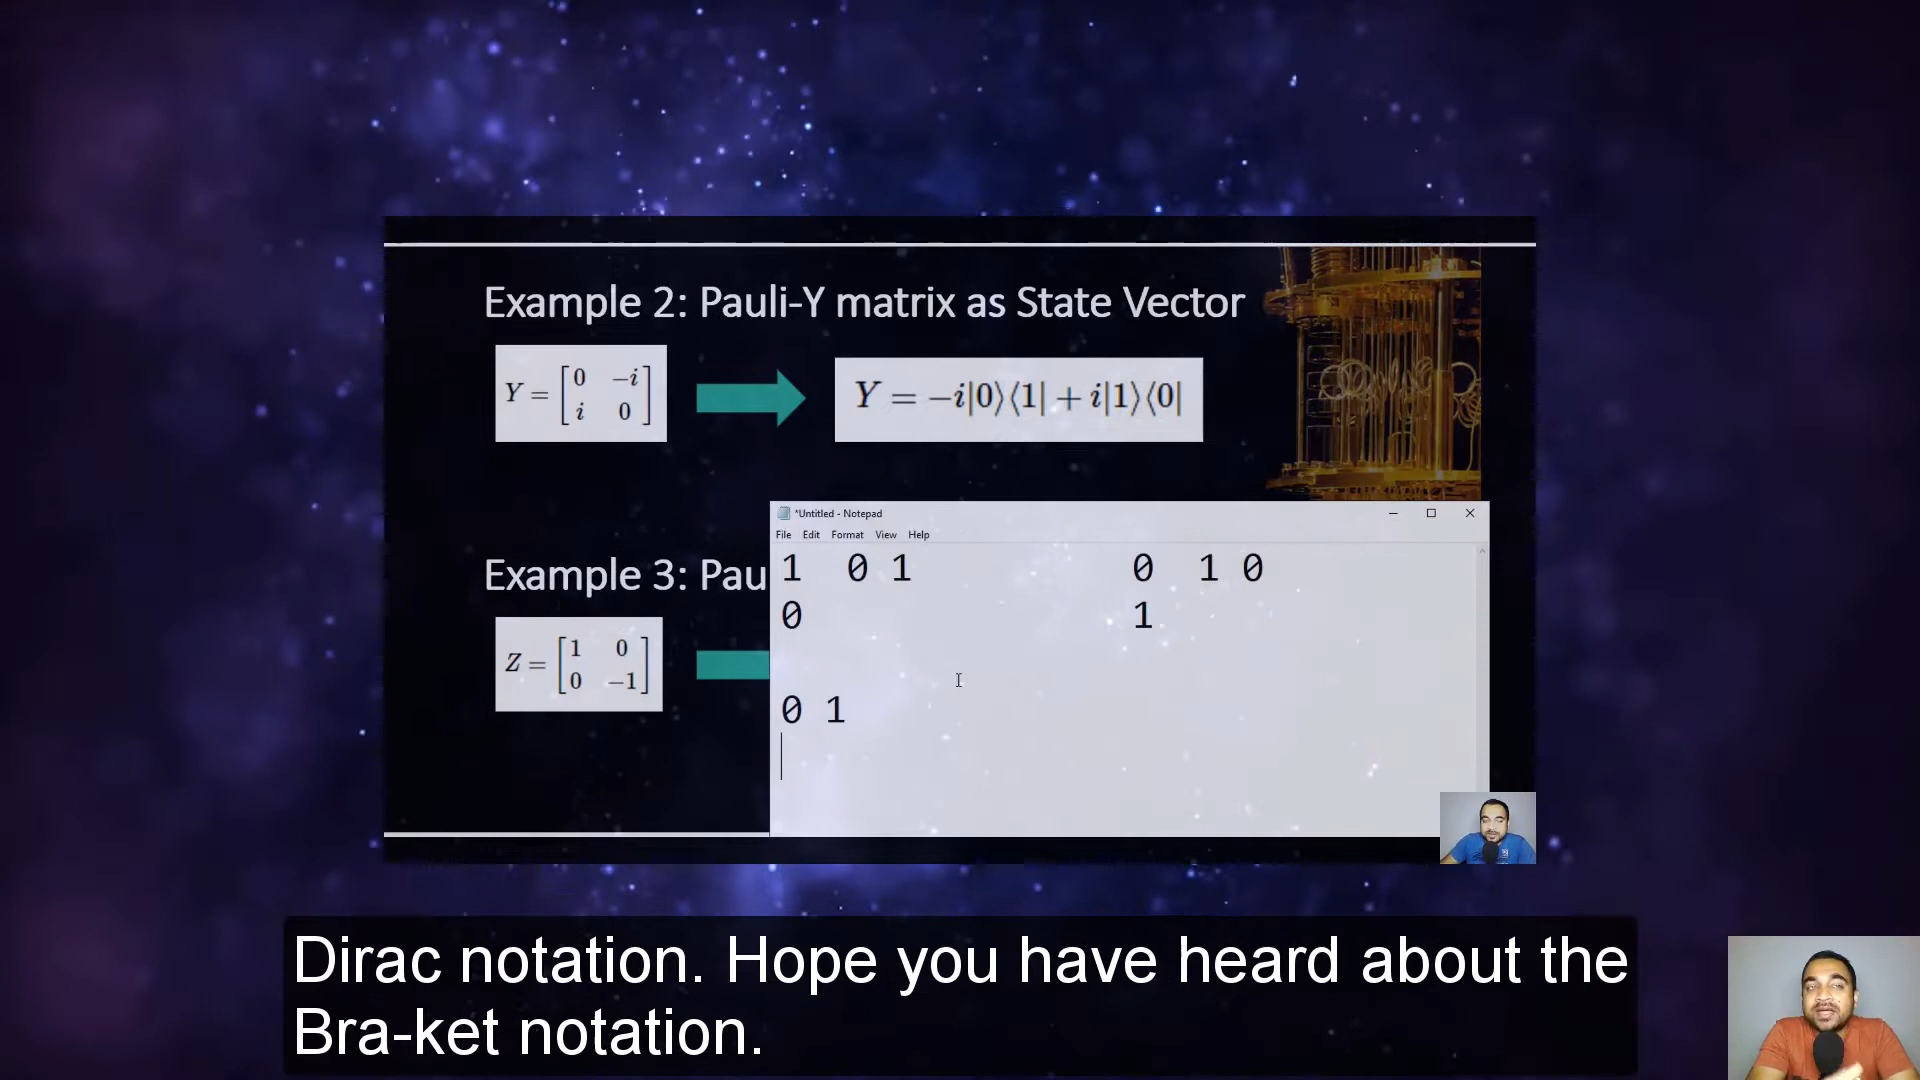 Example 2: Pauli-Y matrix as State Vector
Y = [0 -i
i 0]
Y = -i|0⟩⟨1| + i|1⟩⟨0|
*Untitled - Notepad
File Edit Format View Help
1 0 1 0 1 0
0 1
0 1
Example 3: Pau
Z = [1 0
0 -1]
Dirac notation. Hope you have heard about the
Bra-ket notation.